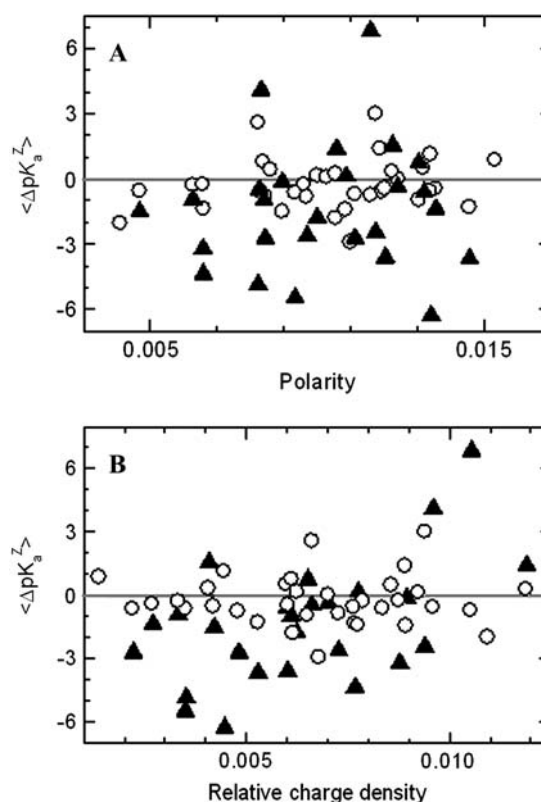 A
6
3
0
-3
-6
<ΔpKₐᶻ>
0.005 0.015
Polarity
B
6
3
0
-3
-6
<ΔpKₐᶻ>
0.005 0.010
Relative charge density